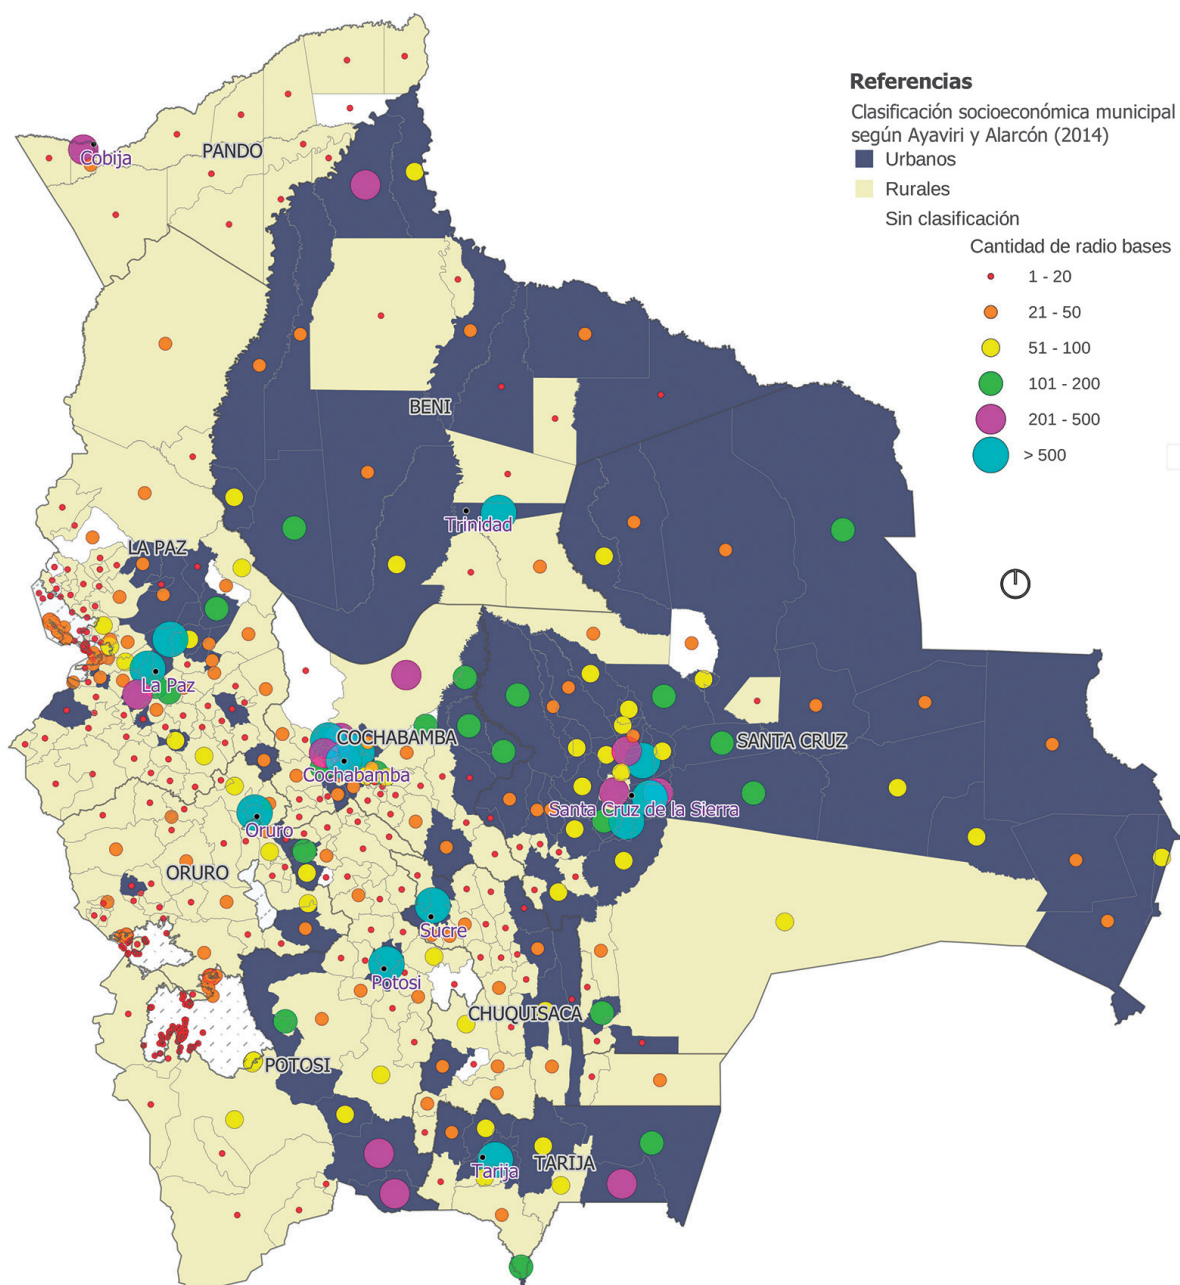 Referencias
Clasificación socioeconómica municipal
según Ayaviri y Alarcón (2014)
Urbanos
Rurales
Sin clasificación
Cantidad de radio bases
1 - 20
21 - 50
51 - 100
101 - 200
201 - 500
> 500
PANDO
Cobija
BENI
Trinidad
LA PAZ
La Paz
COCHABAMBA
Cochabamba
SANTA CRUZ
Santa Cruz de la Sierra
Oruro
ORURO
Sucre
Potosi
CHUQUISACA
POTOSI
TARIJA
Tarija